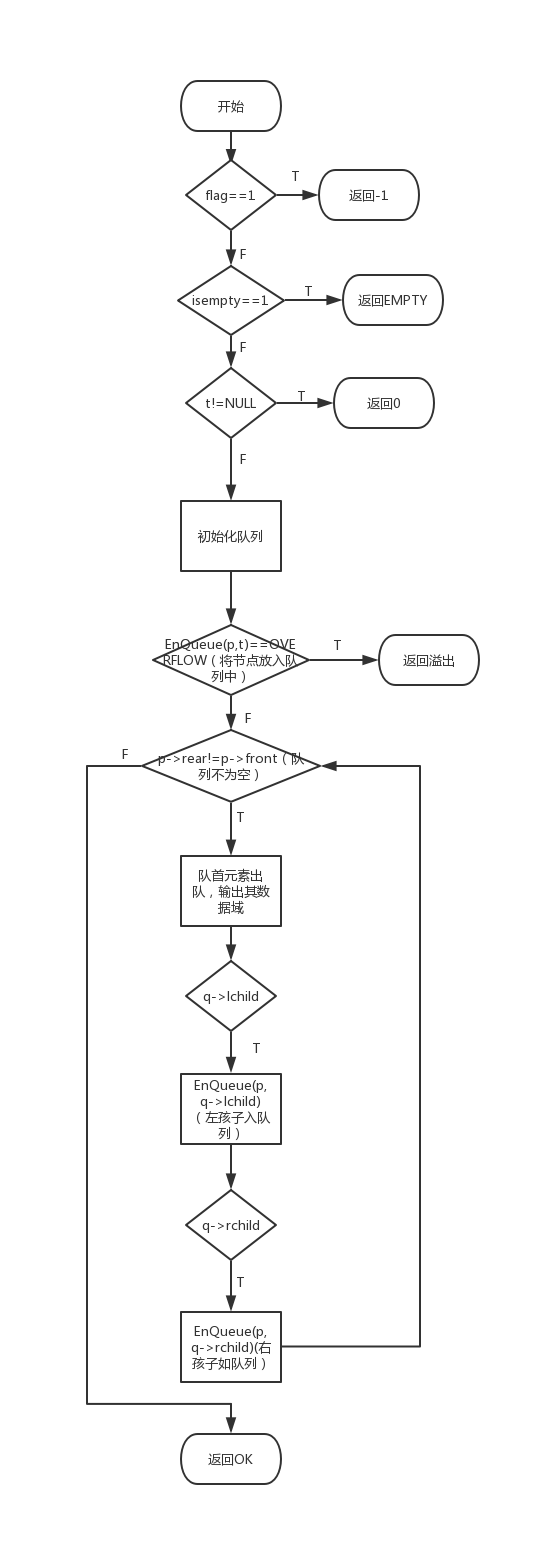 开始
T
flag==1
返回-1
F
T
isempty==1
返回EMPTY
F
T
t!=NULL
返回0
F
初始化队列
EnQueue(p,t)==OVE
RFLOW（将节点放入队
列中）
T
返回溢出
F
F
p->rear!=p->front（队
列不为空）
T
队首元素出
队，输出其数
据域
q->lchild
T
EnQueue(p,
q->lchild)
（左孩子入队
列）
q->rchild
T
EnQueue(p,
q->rchild)(右
孩子如队列）
返回OK